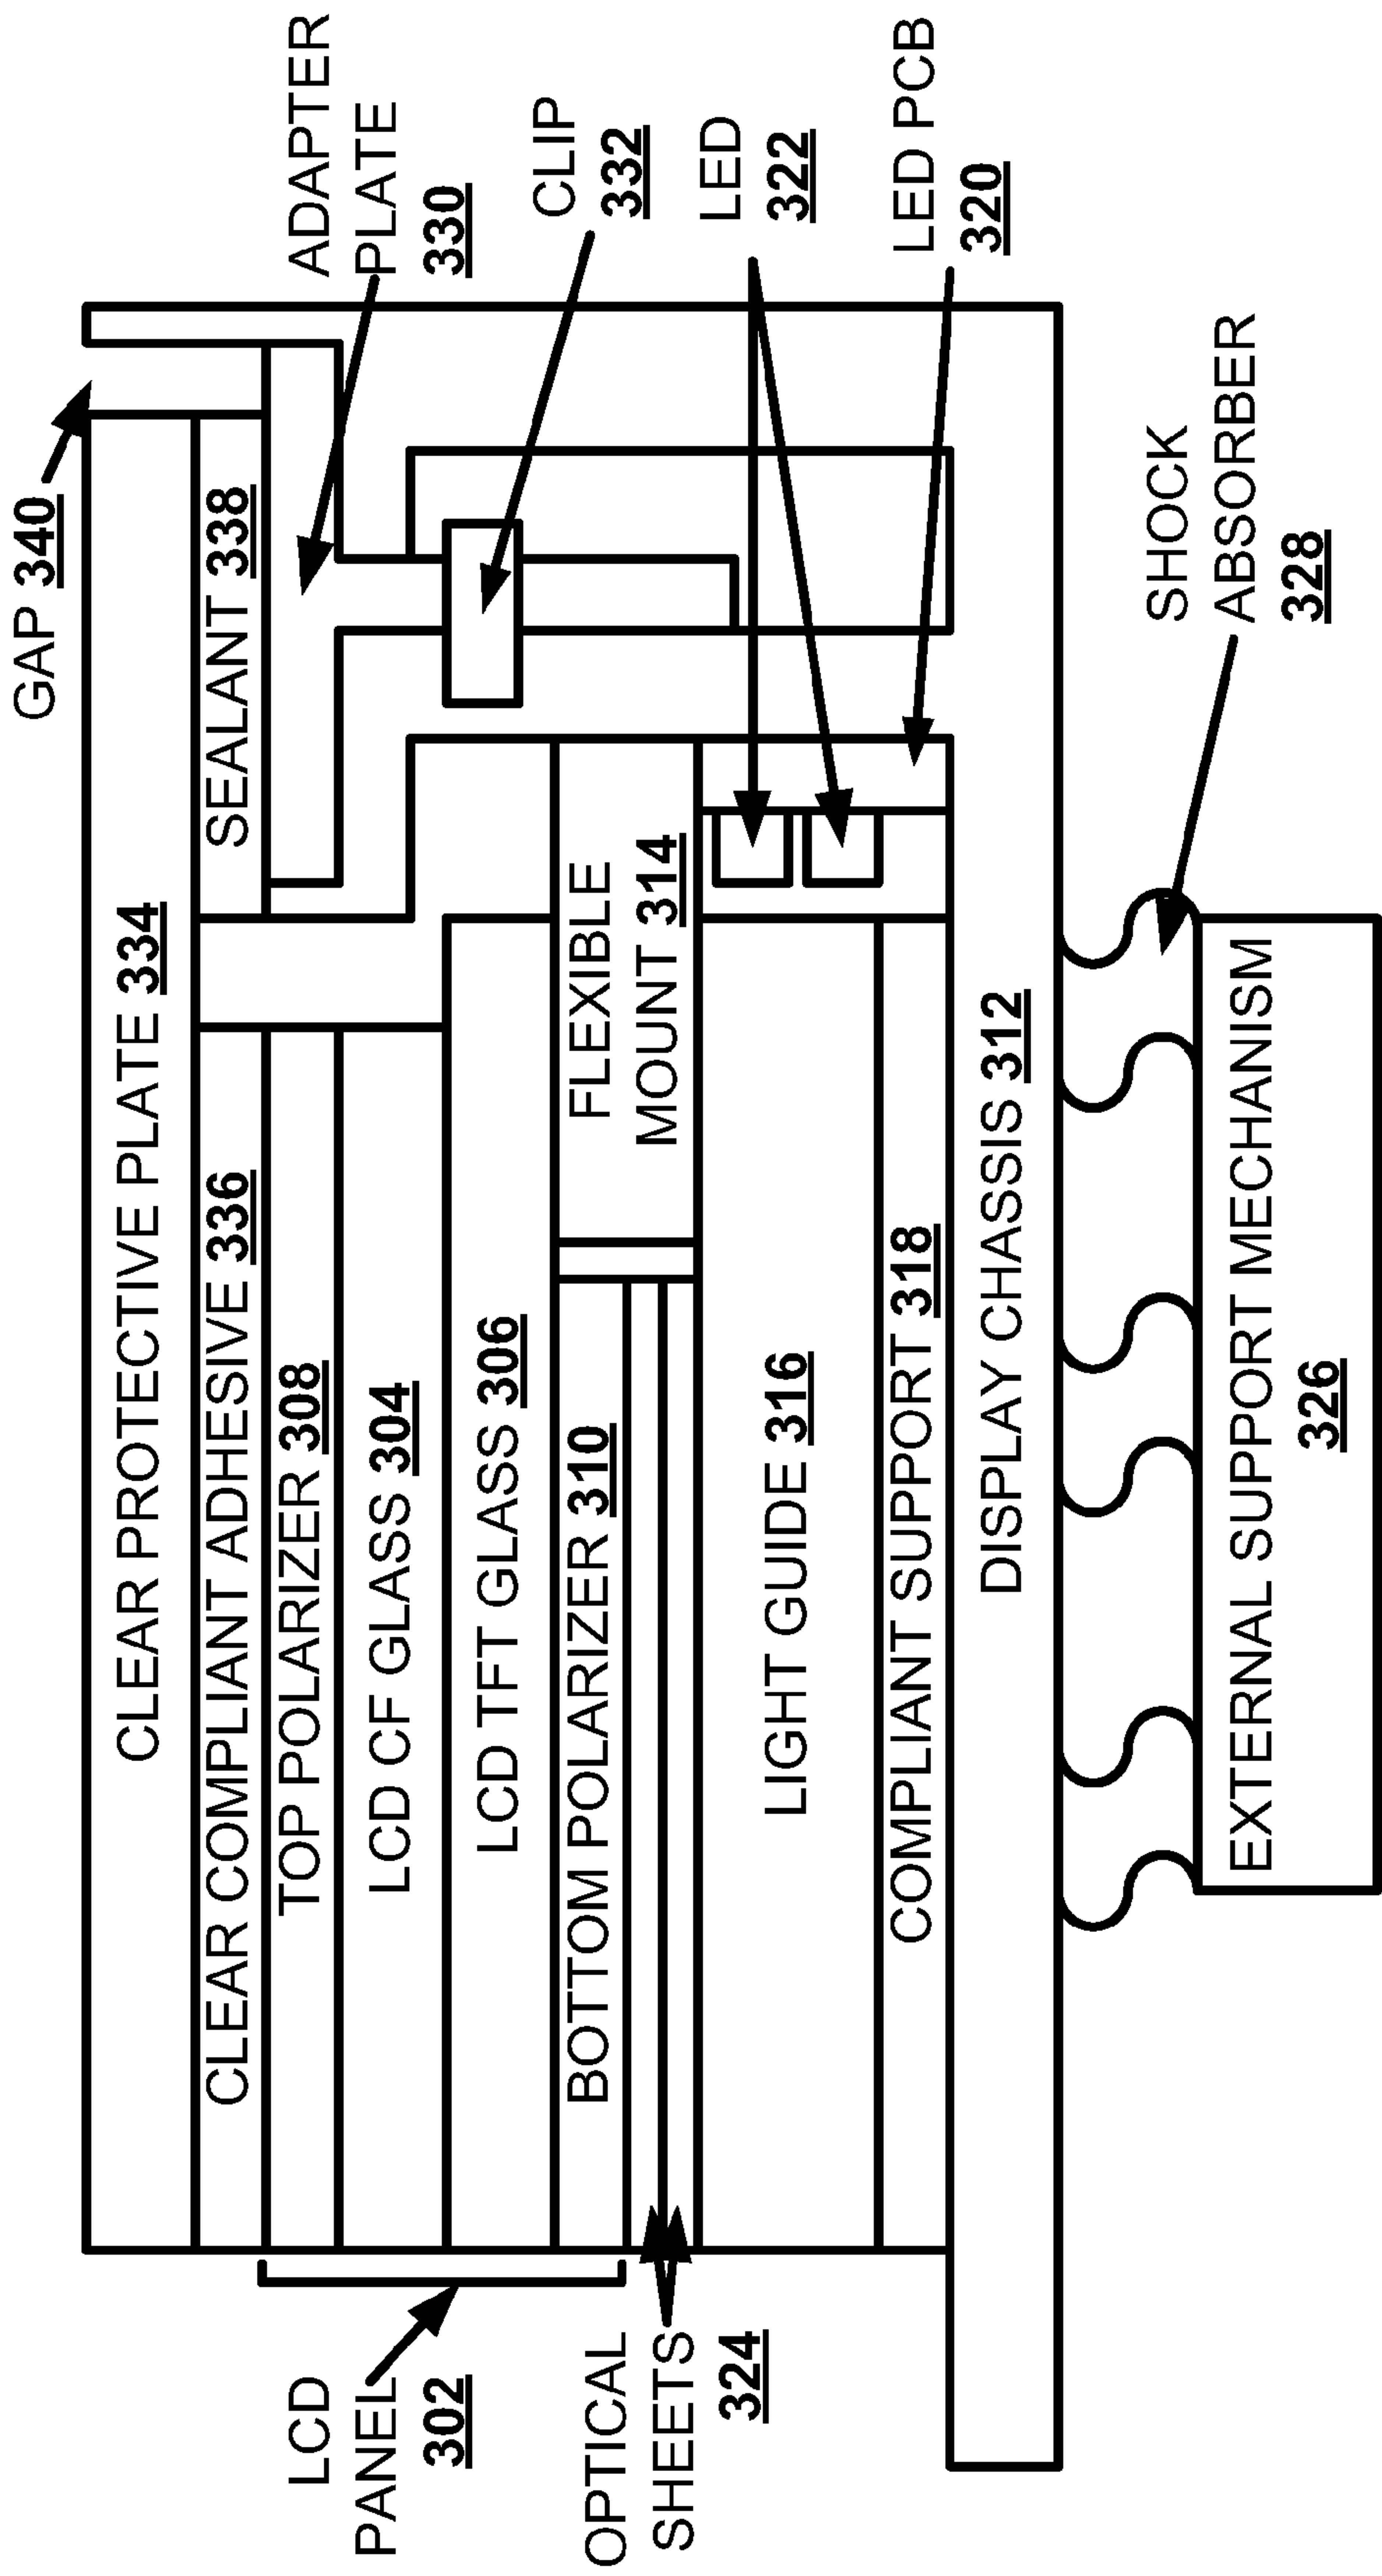 GAP 340
CLEAR PROTECTIVE PLATE 334
SEALANT 338
CLEAR COMPLIANT ADHESIVE 336
ADAPTER
PLATE
330
TOP POLARIZER 308
LCD
PANEL
302
LCD CF GLASS 304
CLIP
332
LCD TFT GLASS 306
FLEXIBLE
MOUNT 314
BOTTOM POLARIZER 310
OPTICAL
SHEETS
324
LED
322
LIGHT GUIDE 316
LED PCB
320
COMPLIANT SUPPORT 318
DISPLAY CHASSIS 312
SHOCK
ABSORBER
328
EXTERNAL SUPPORT MECHANISM
326